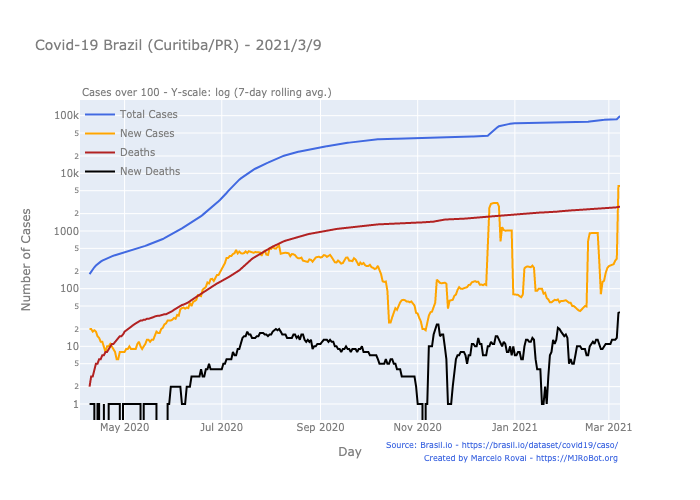 Covid-19 Brazil (Curitiba/PR) - 2021/3/9
Cases over 100 - Y-scale: log (7-day rolling avg.)
Total Cases
New Cases
Deaths
New Deaths
100k
5
2
10k
5
2
1000
5
2
100
5
2
10
5
2
1
Number of Cases
May 2020
Jul 2020
Sep 2020
Nov 2020
Jan 2021
Mar 2021
Day
Source: Brasil.io - https://brasil.io/dataset/covid19/caso/
Created by Marcelo Rovai - https://MJRoBot.org